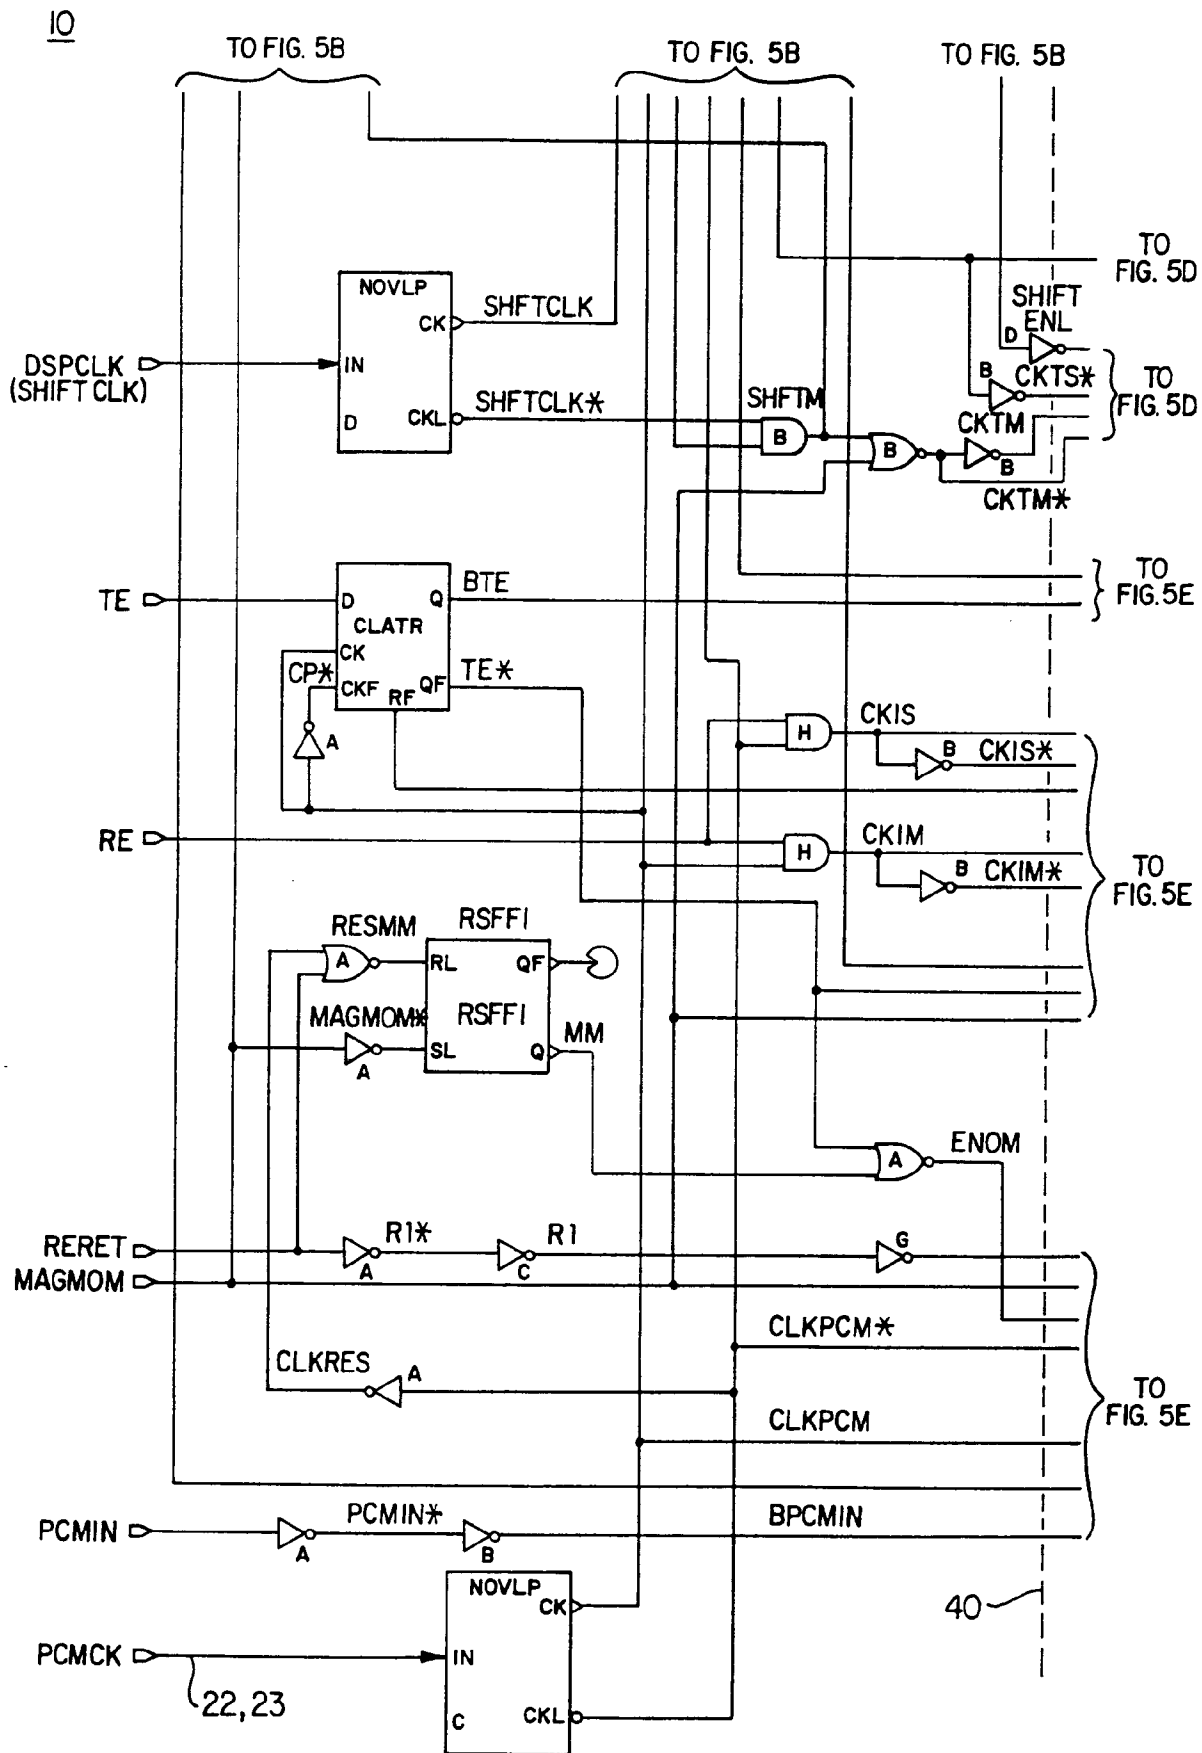 10
TO FIG. 5B
TO FIG. 5B
TO FIG. 5B
TO
FIG. 5D
NOVLP
CK
SHFTCLK
SHIFT
ENL
D
DSPCLK
(SHIFT CLK)
IN
B
CKTS*
TO
FIG. 5D
D
CKL
SHFTCLK*
SHFTM
B
CKTM
B
B
CKTM*
TE
D
Q
BTE
TO
FIG. 5E
CLATR
CK
CP*
CKF
RF
QF
TE*
A
H
CKIS
B
CKIS*
RE
H
CKIM
B
CKIM*
TO
FIG. 5E
RESMM
RSFF1
A
RL
QF
MAGMOM*
RSFF1
A
SL
Q
MM
A
ENOM
RERET
R1*
A
R1
C
G
MAGMOM
CLKPCM*
CLKRES
A
TO
FIG. 5E
CLKPCM
PCMIN
A
PCMIN*
B
BPCMIN
NOVLP
CK
40
PCMCK
IN
22,23
C
CKL